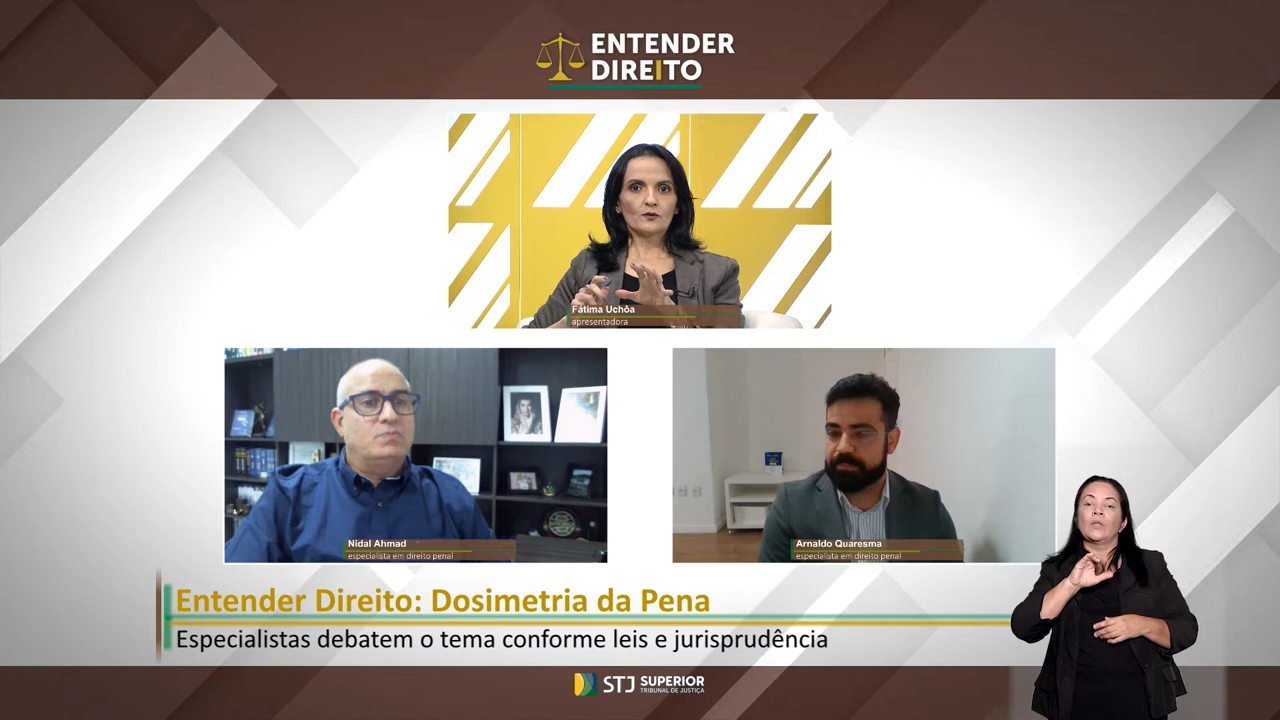 ENTENDER
DIREITO
Fátima Uchôa
apresentadora
Nidal Ahmad
especialista em direito penal
Arnaldo Quaresma
especialista em direito penal
Entender Direito: Dosimetria da Pena
Especialistas debatem o tema conforme leis e jurisprudência
STJ SUPERIOR
TRIBUNAL DE JUSTIÇA